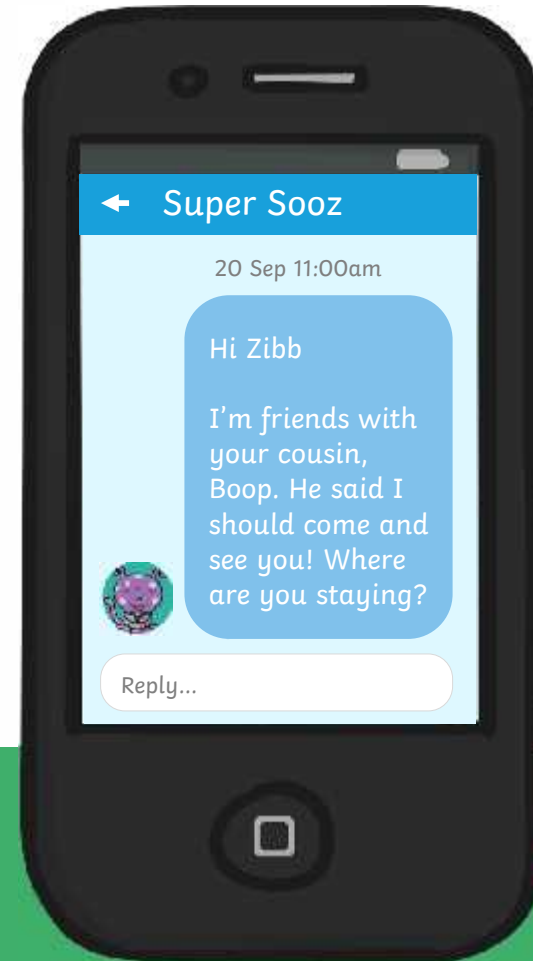 Super Sooz
20 Sep 11:00am
Hi Zibb
I'm friends with
your cousin,
Boop. He said I
should come and
see you! Where
are you staying?
Reply...